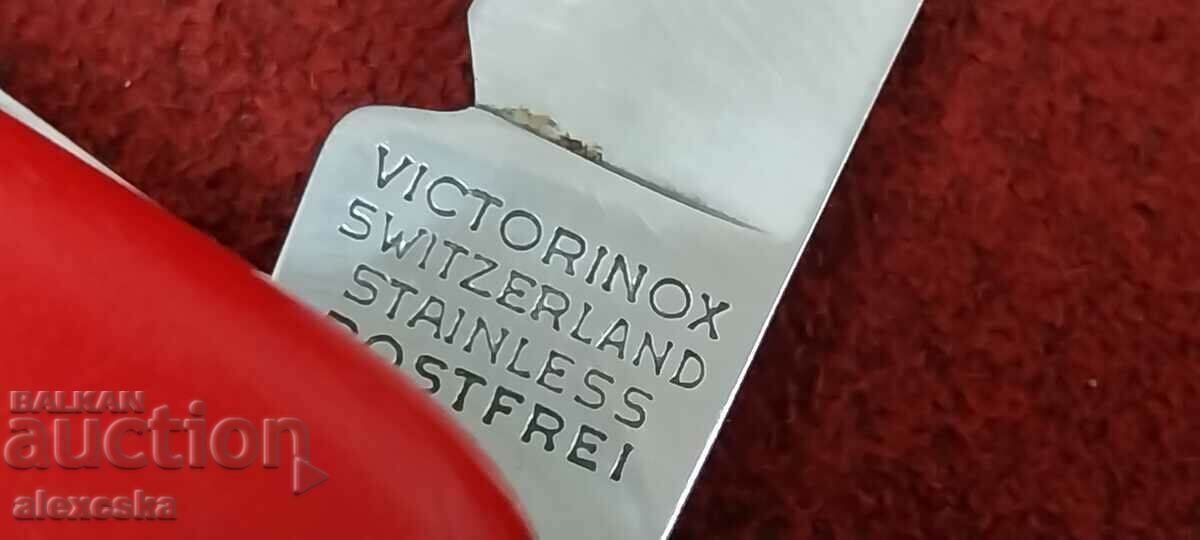 VICTORINOX
SWITZERLAND
STAINLESS
ROSTFREI
BALKAN
auction
alexcska